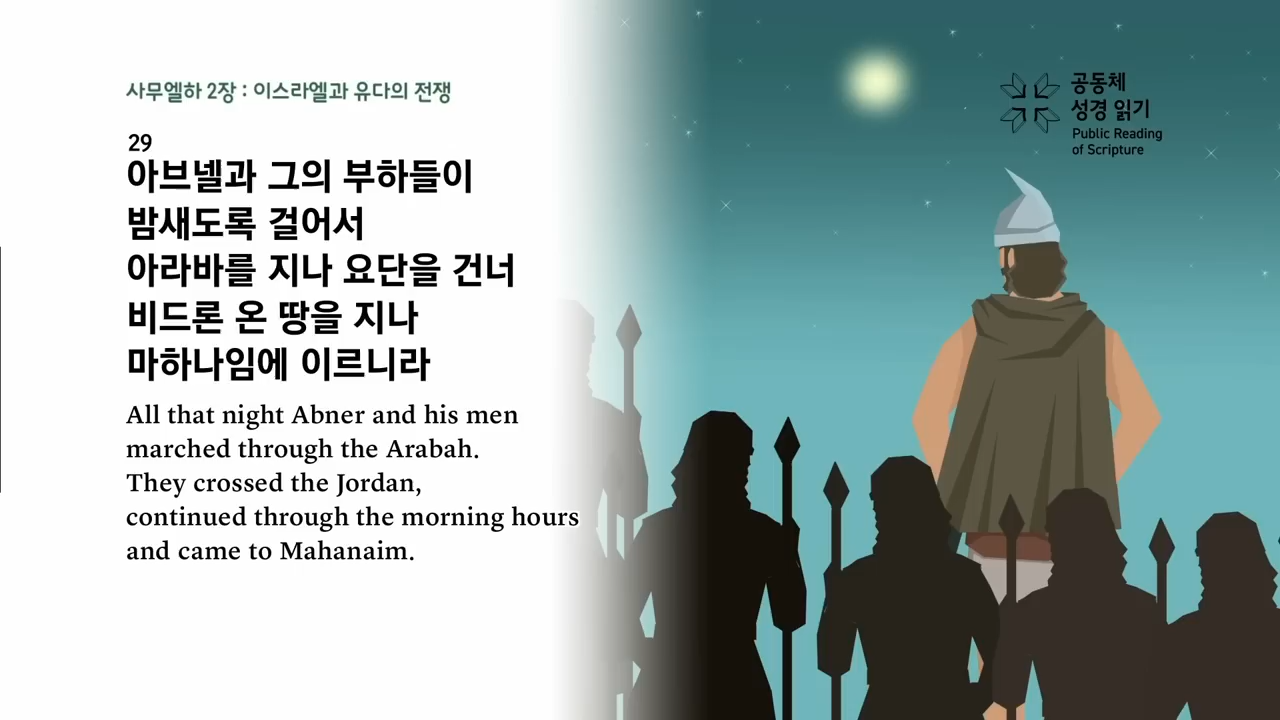 사무엘하 2장 : 이스라엘과 유다의 전쟁
29
아브넬과 그의 부하들이
밤새도록 걸어서
아라바를 지나 요단을 건너
비드론 온 땅을 지나
마하나임에 이르니라
All that night Abner and his men
marched through the Arabah.
They crossed the Jordan,
continued through the morning hours
and came to Mahanaim.
공동체
성경 읽기
Public Reading
of Scripture